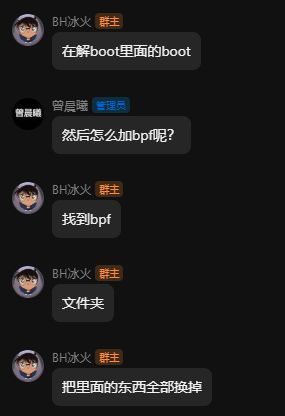 BH冰火 群主
在解boot里面的boot
曾晨曦
曾晨曦 管理员
然后怎么加bpf呢?
BH冰火 群主
找到bpf
BH冰火 群主
文件夹
BH冰火 群主
把里面的东西全部换掉